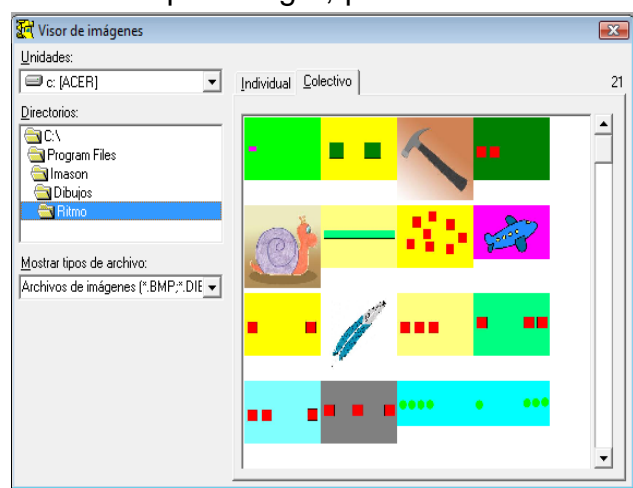 Visor de imágenes
Unidades:
c: [ACER]
Individual
Colectivo
21
Directorios:
C:\
Program Files
Imason
Dibujos
Ritmo
Mostrar tipos de archivo:
Archivos de imágenes (*.BMP;*.DIE